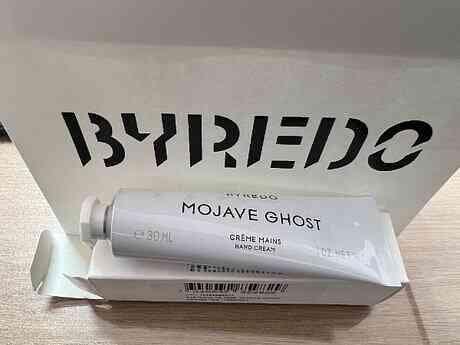 BYREDO
BYREDO
MOJAVE GHOST
℮ 30 ML
CRÈME MAINS
HAND CREAM